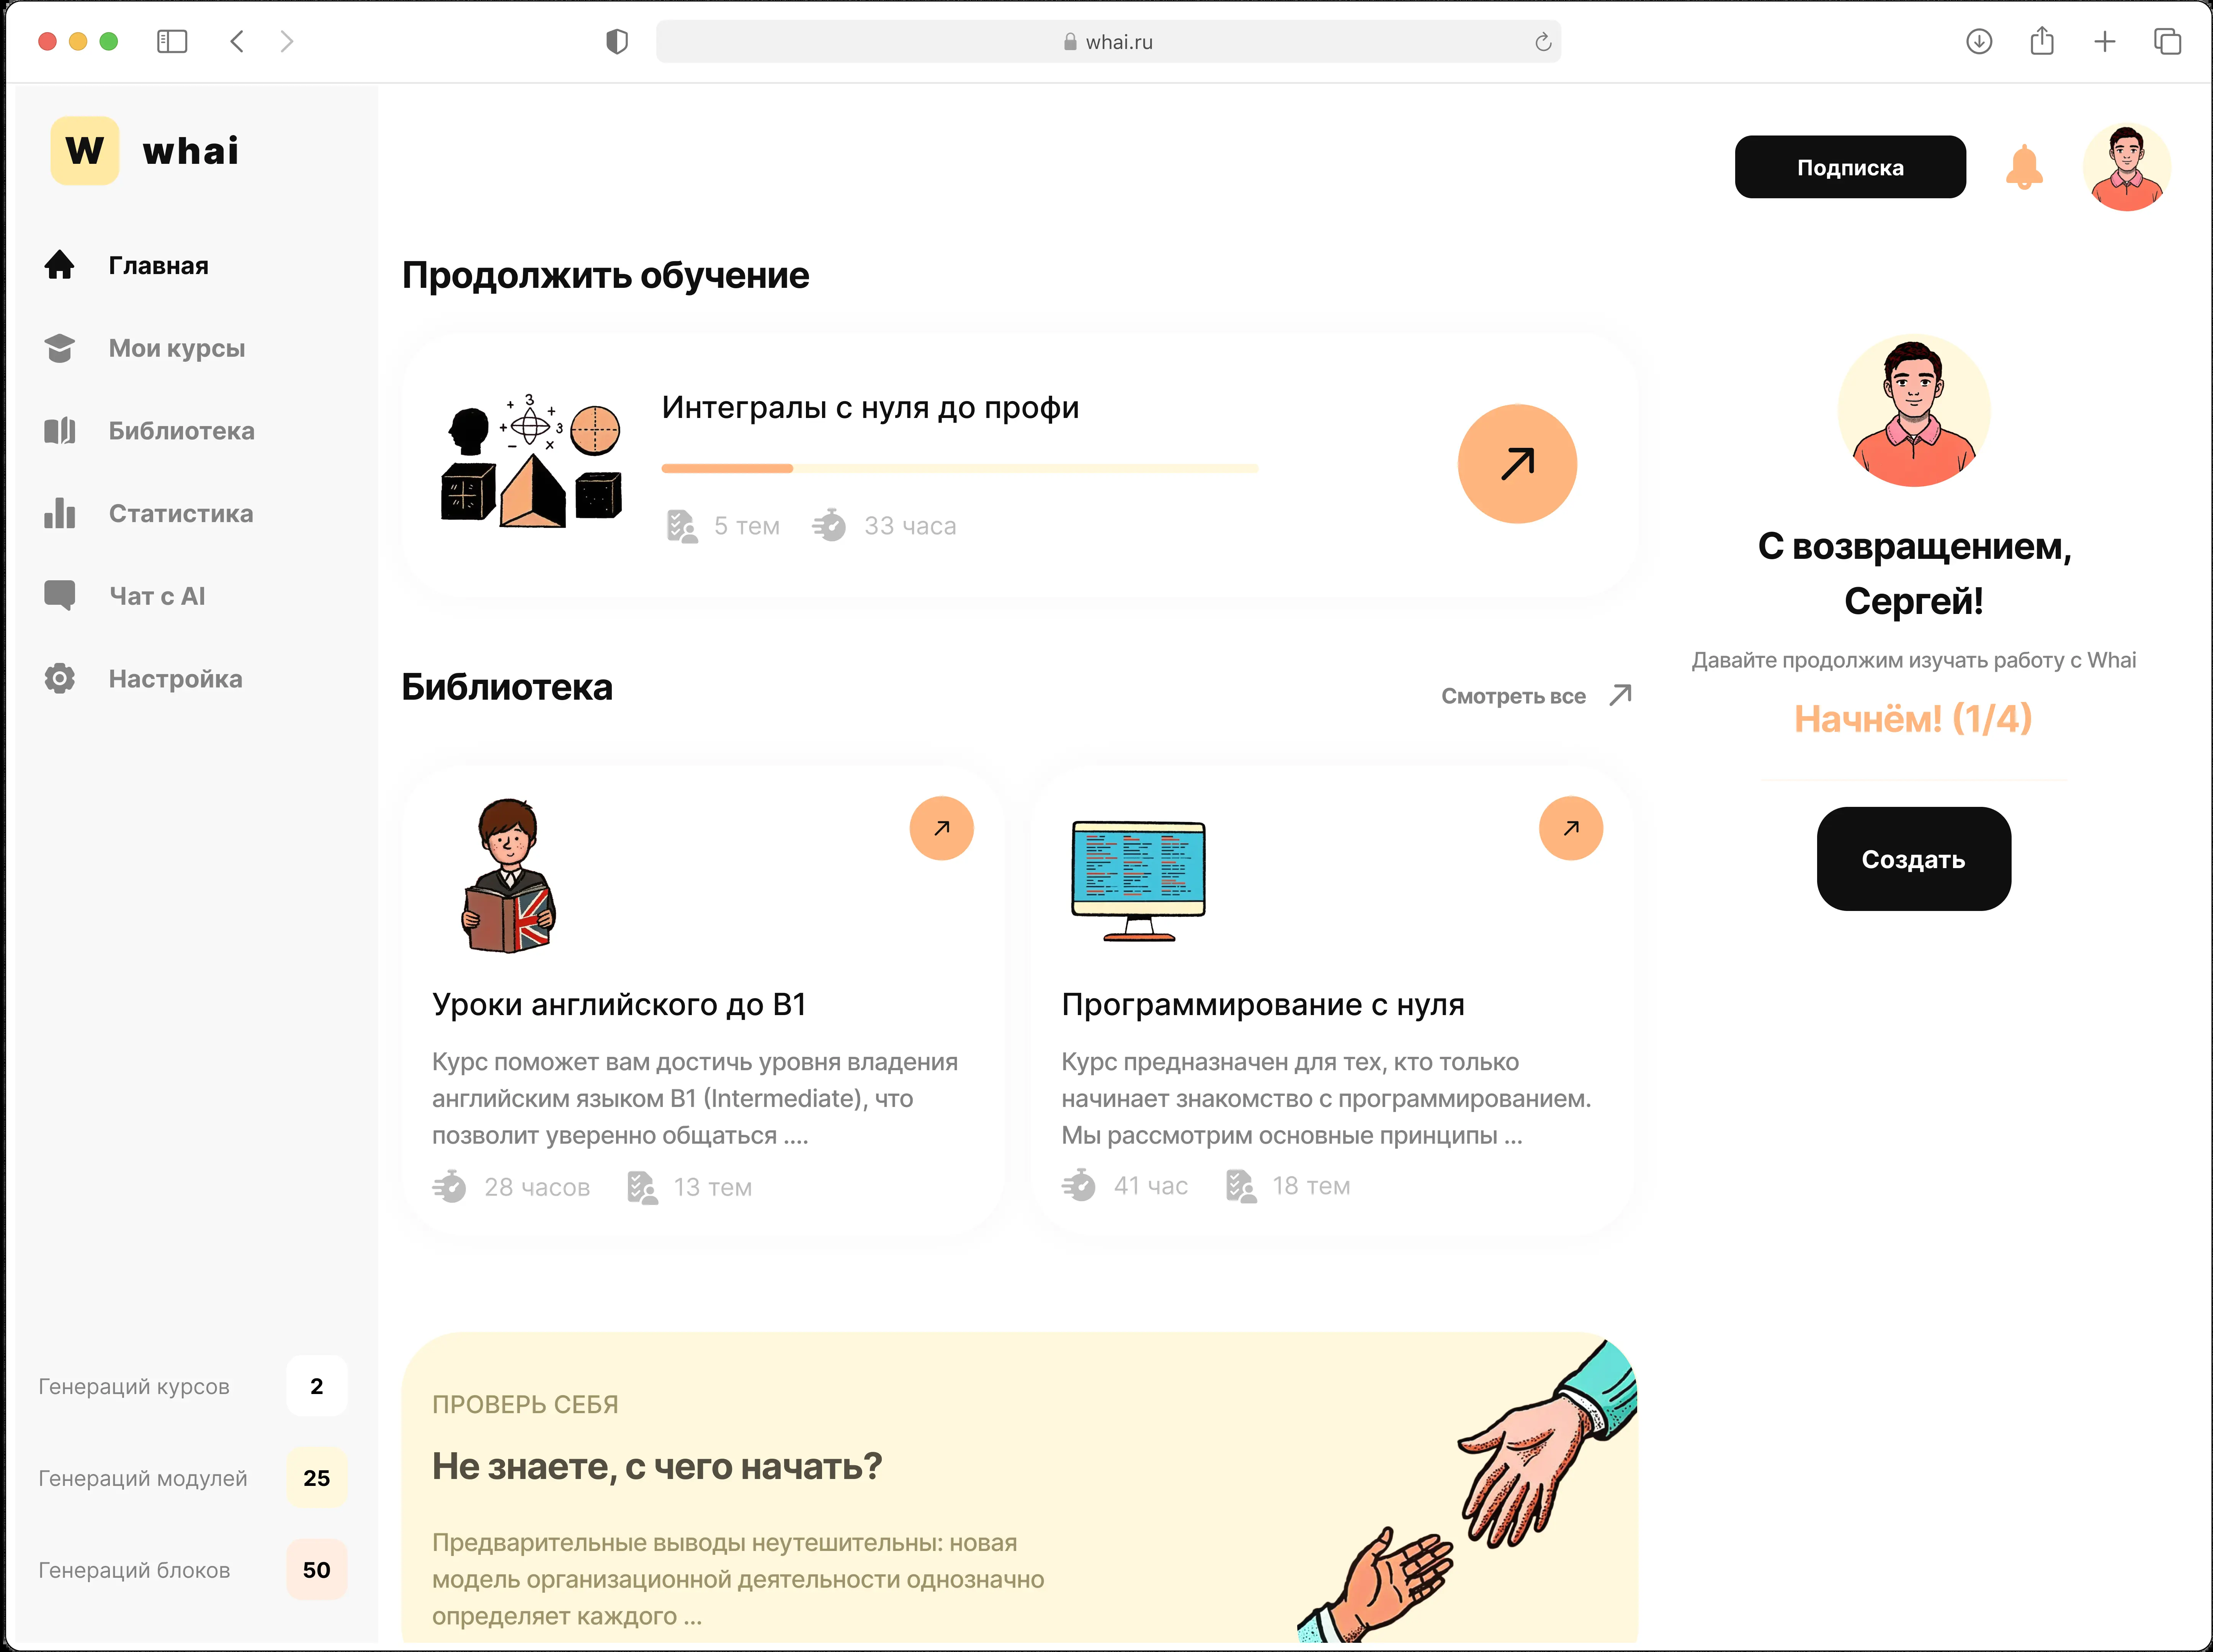 whai.ru
W whai
Главная
Мои курсы
Библиотека
Статистика
Чат с AI
Настройка
Генераций курсов 2
Генераций модулей 25
Генераций блоков 50
Подписка
Продолжить обучение
Интегралы с нуля до профи
5 тем 33 часа
Библиотека
Смотреть все
Уроки английского до B1
Курс поможет вам достичь уровня владения
английским языком B1 (Intermediate), что
позволит уверенно общаться ....
28 часов 13 тем
Программирование с нуля
Курс предназначен для тех, кто только
начинает знакомство с программированием.
Мы рассмотрим основные принципы ...
41 час 18 тем
ПРОВЕРЬ СЕБЯ
Не знаете, с чего начать?
Предварительные выводы неутешительны: новая
модель организационной деятельности однозначно
определяет каждого ...
С возвращением,
Сергей!
Давайте продолжим изучать работу с Whai
Начнём! (1/4)
Создать